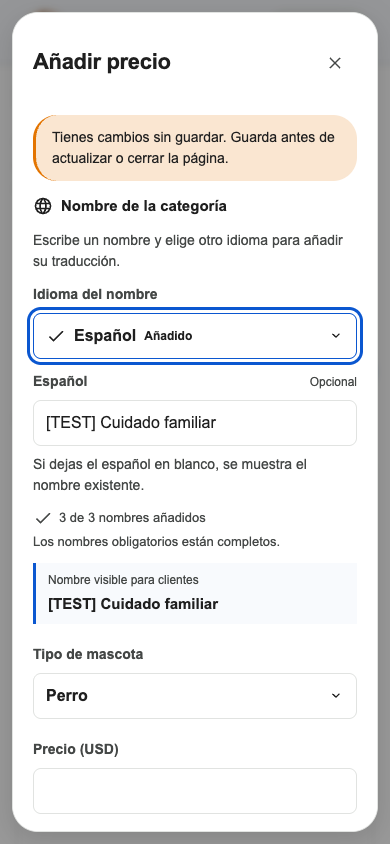 Añadir precio
Tienes cambios sin guardar. Guarda antes de
actualizar o cerrar la página.
Nombre de la categoría
Escribe un nombre y elige otro idioma para añadir
su traducción.
Idioma del nombre
Español Añadido
Español Opcional
[TEST] Cuidado familiar
Si dejas el español en blanco, se muestra el
nombre existente.
3 de 3 nombres añadidos
Los nombres obligatorios están completos.
Nombre visible para clientes
[TEST] Cuidado familiar
Tipo de mascota
Perro
Precio (USD)